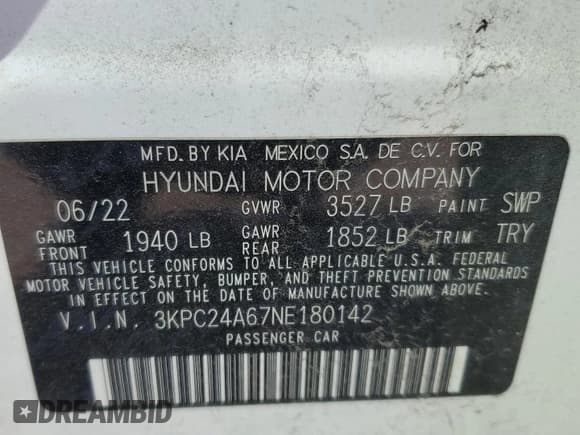 MFD. BY KIA MEXICO S.A. DE C.V. FOR
HYUNDAI MOTOR COMPANY
06/22 GVWR 3527 LB PAINT SWP
GAWR FRONT 1940 LB GAWR REAR 1852 LB TRIM TRY
THIS VEHICLE CONFORMS TO ALL APPLICABLE U.S.A. FEDERAL
MOTOR VEHICLE SAFETY, BUMPER, AND THEFT PREVENTION STANDARDS
IN EFFECT ON THE DATE OF MANUFACTURE SHOWN ABOVE.
V.I.N. 3KPC24A67NE180142
PASSENGER CAR
DREAMBID